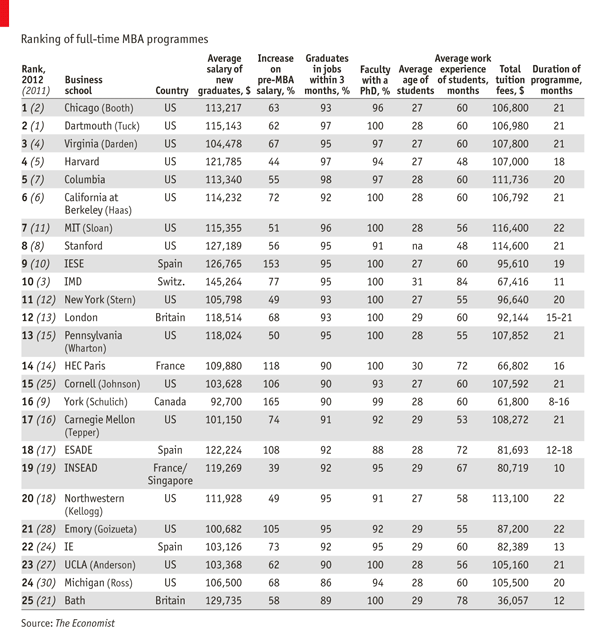 Ranking of full-time MBA programmes
Rank, 2012 (2011) Business school Country Average salary of new graduates, $ Increase on pre-MBA salary, % Graduates in jobs within 3 months, % Faculty with a PhD, % Average age of students Average work experience of students, months Total tuition fees, $ Duration of programme, months
1 (2) Chicago (Booth) US 113,217 63 93 96 27 60 106,800 21
2 (1) Dartmouth (Tuck) US 115,143 62 97 100 28 60 106,980 21
3 (4) Virginia (Darden) US 104,478 67 95 97 27 60 107,800 21
4 (5) Harvard US 121,785 44 97 94 27 48 107,000 18
5 (7) Columbia US 113,340 55 98 97 28 60 111,736 20
6 (6) California at Berkeley (Haas) US 114,232 72 92 100 28 60 106,792 21
7 (11) MIT (Sloan) US 115,355 51 96 100 28 56 116,400 22
8 (8) Stanford US 127,189 56 95 91 na 48 114,600 21
9 (10) IESE Spain 126,765 153 95 100 27 60 95,610 19
10 (3) IMD Switz. 145,264 77 95 100 31 84 67,416 11
11 (12) New York (Stern) US 105,798 49 93 100 27 55 96,640 20
12 (13) London Britain 118,514 68 93 100 29 60 92,144 15-21
13 (15) Pennsylvania (Wharton) US 118,024 50 95 100 28 55 107,852 21
14 (14) HEC Paris France 109,880 118 90 100 30 72 66,802 16
15 (25) Cornell (Johnson) US 103,628 106 90 93 27 60 107,592 21
16 (9) York (Schulich) Canada 92,700 165 90 99 28 60 61,800 8-16
17 (16) Carnegie Mellon (Tepper) US 101,150 74 91 92 29 53 108,272 21
18 (17) ESADE Spain 122,224 108 92 88 28 72 81,693 12-18
19 (19) INSEAD France/ Singapore 119,269 39 92 95 29 67 80,719 10
20 (18) Northwestern (Kellogg) US 111,928 49 95 91 27 58 113,100 22
21 (28) Emory (Goizueta) US 100,682 105 95 92 29 55 87,200 22
22 (24) IE Spain 103,126 73 92 95 29 60 82,389 13
23 (27) UCLA (Anderson) US 103,368 62 90 100 28 56 105,160 21
24 (30) Michigan (Ross) US 106,500 68 86 94 28 60 105,500 20
25 (21) Bath Britain 129,735 58 89 100 29 78 36,057 12
Source: The Economist